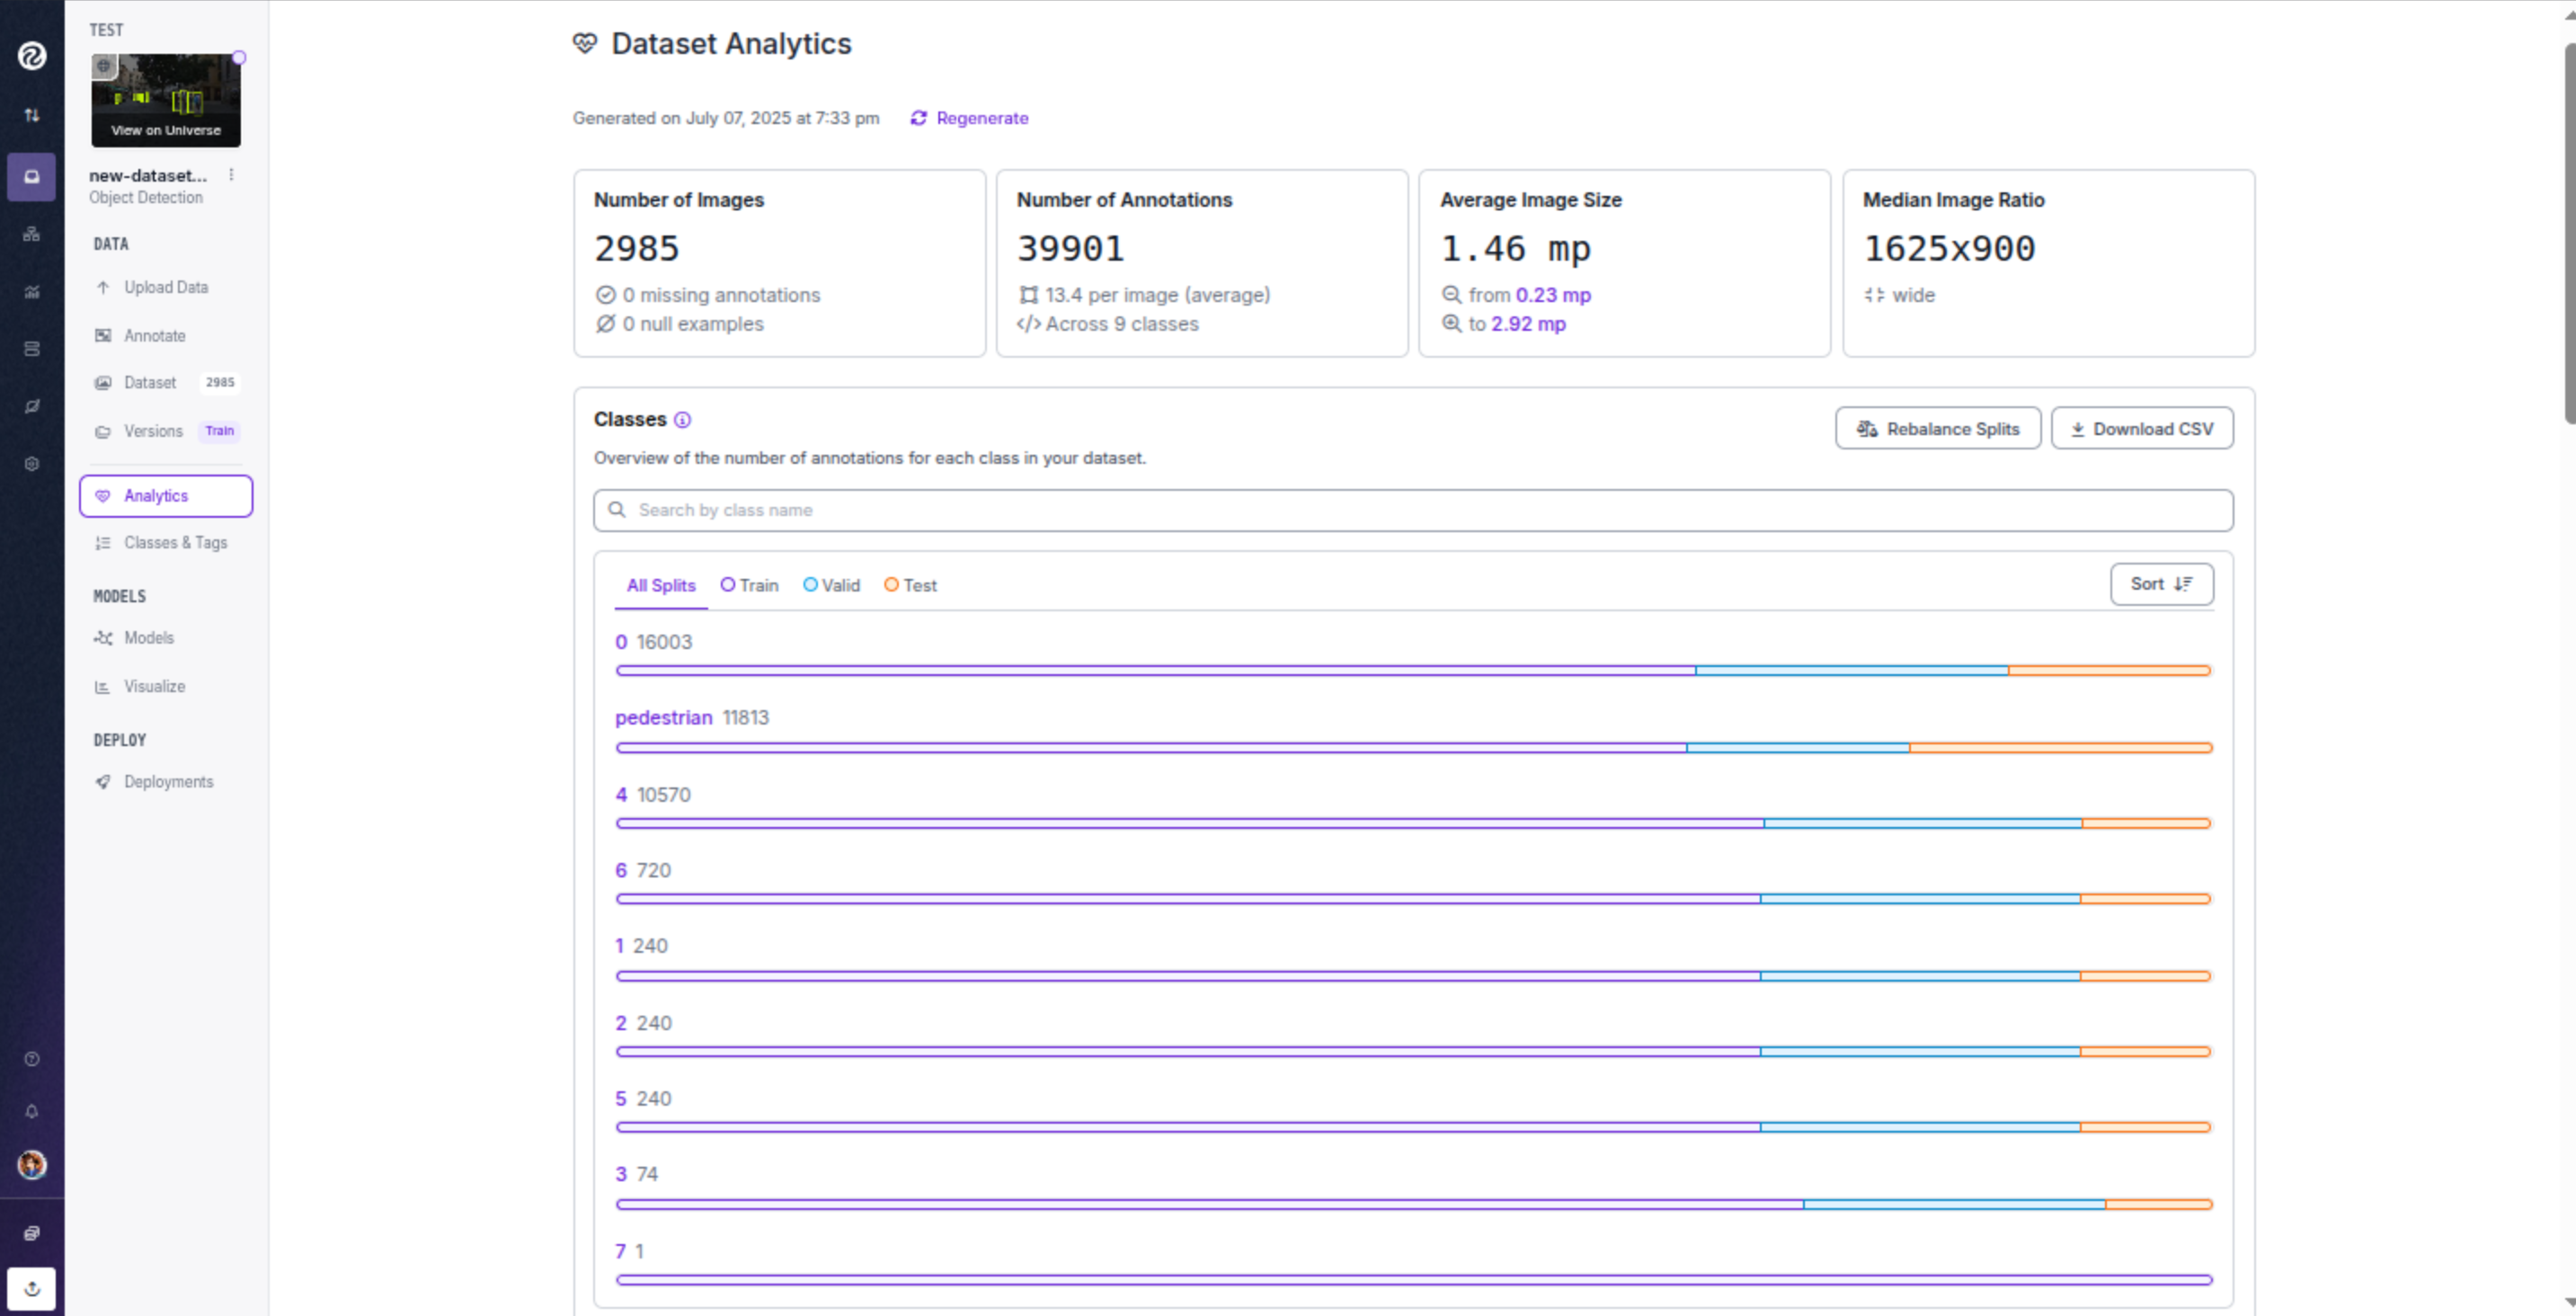 TEST
View on Universe
new-dataset...
Object Detection
DATA
Upload Data
Annotate
Dataset 2985
Versions Train
Analytics
Classes & Tags
MODELS
Models
Visualize
DEPLOY
Deployments
Dataset Analytics
Generated on July 07, 2025 at 7:33 pm Regenerate
Number of Images
2985
0 missing annotations
0 null examples
Number of Annotations
39901
13.4 per image (average)
Across 9 classes
Average Image Size
1.46 mp
from 0.23 mp
to 2.92 mp
Median Image Ratio
1625x900
wide
Classes
Rebalance Splits
Download CSV
Overview of the number of annotations for each class in your dataset.
Search by class name
All Splits Train Valid Test
Sort
0 16003
pedestrian 11813
4 10570
6 720
1 240
2 240
5 240
3 74
7 1